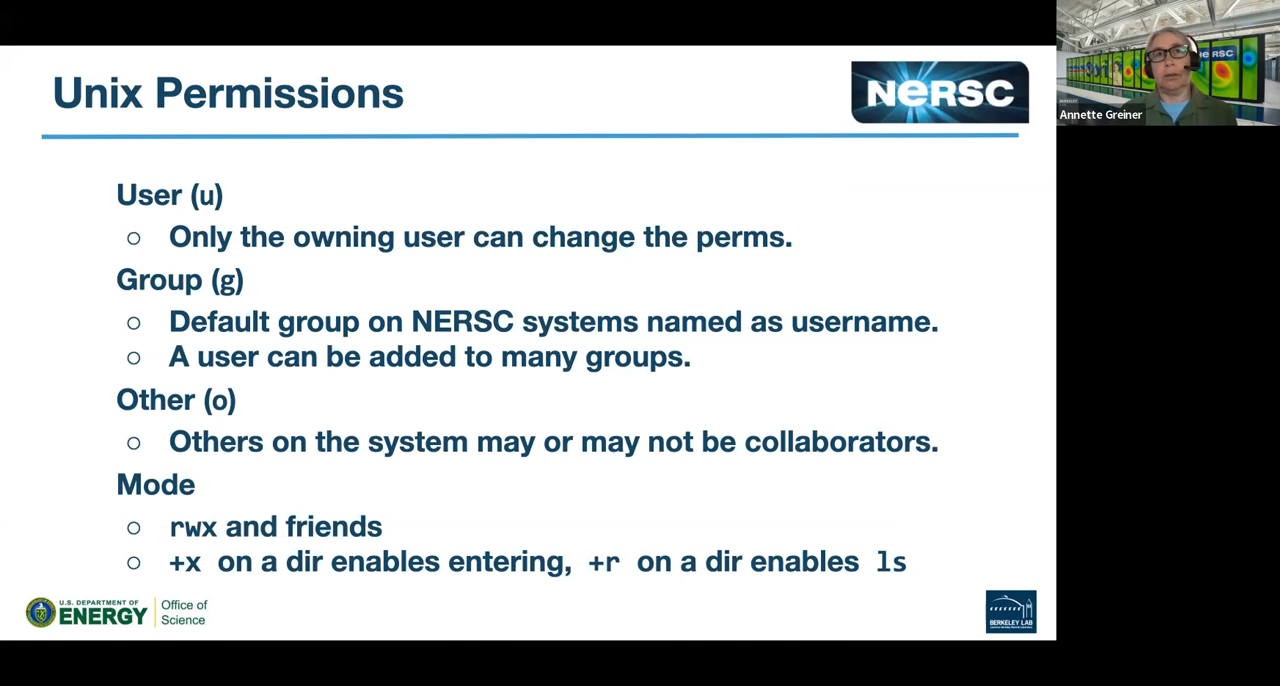 Unix Permissions
NERSC
User (u)
○ Only the owning user can change the perms.
Group (g)
○ Default group on NERSC systems named as username.
○ A user can be added to many groups.
Other (o)
○ Others on the system may or may not be collaborators.
Mode
○ rwx and friends
○ +x on a dir enables entering, +r on a dir enables ls
U.S. DEPARTMENT OF
ENERGY
Office of
Science
BERKELEY LAB
NERSC
Annette Greiner